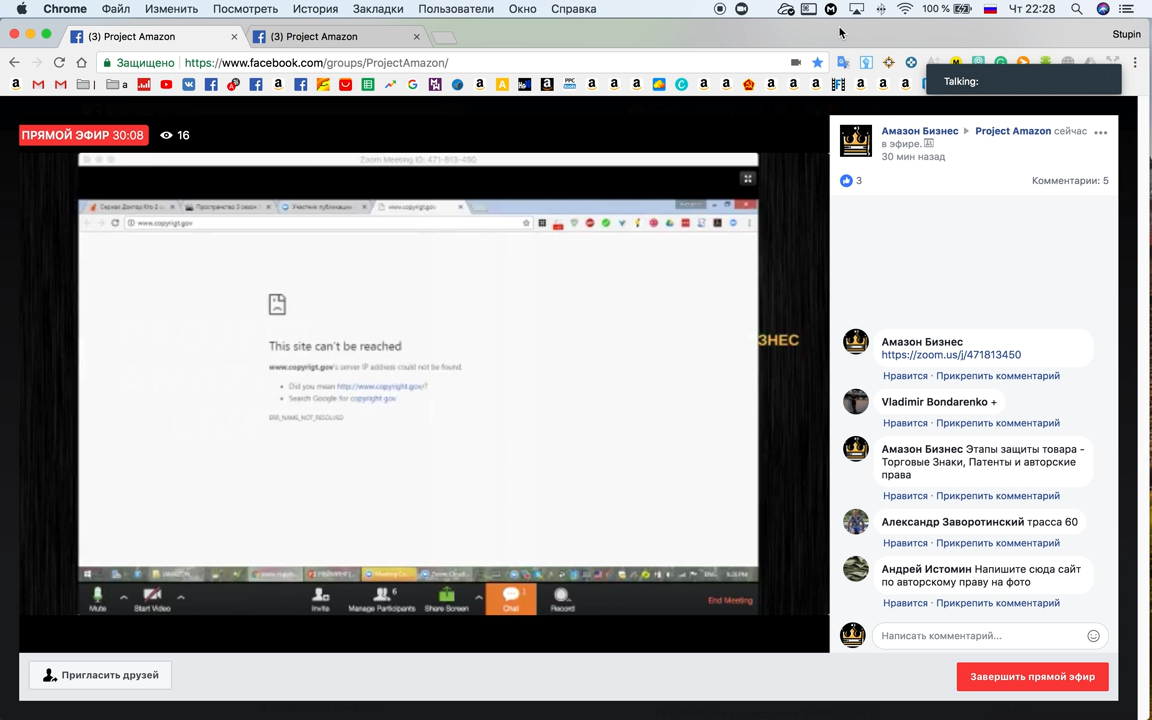 Chrome Файл Изменить Посмотреть История Закладки Пользователи Окно Справка 100 % Чт 22:28
(3) Project Amazon (3) Project Amazon Stupin
Защищено https://www.facebook.com/groups/ProjectAmazon/
Talking:
ПРЯМОЙ ЭФИР 30:08 16
Zoom Meeting ID: 471-813-450
www.copyrigt.gov
www.copyrigt.gov
This site can't be reached
www.copyrigt.gov's server IP address could not be found.
Did you mean http://www.copyright.gov/?
Search Google for copyright gov
ERR_NAME_NOT_RESOLVED
ЗНЕС
Mute Start Video Invite Manage Participants 6 Share Screen Chat 1 Record End Meeting
Амазон Бизнес Project Amazon сейчас
в эфире.
30 мин назад
3 Комментарии: 5
Амазон Бизнес
https://zoom.us/j/471813450
Нравится · Прикрепить комментарий
Vladimir Bondarenko +
Нравится · Прикрепить комментарий
Амазон Бизнес Этапы защиты товара -
Торговые Знаки, Патенты и авторские
права
Нравится · Прикрепить комментарий
Александр Заворотинский трасса 60
Нравится · Прикрепить комментарий
Андрей Истомин Напишите сюда сайт
по авторскому праву на фото
Нравится · Прикрепить комментарий
Написать комментарий...
Пригласить друзей
Завершить прямой эфир